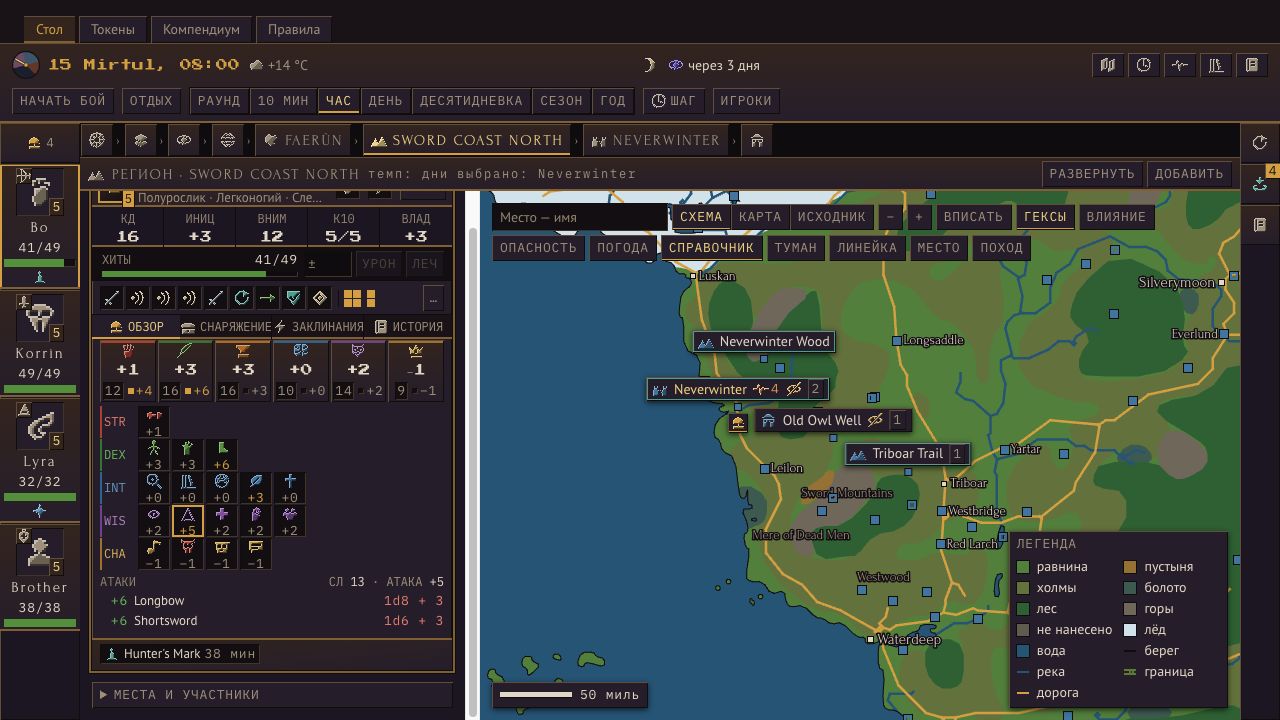 Стол Токены Компендиум Правила
15 Mirtul, 08:00 +14 °C через 3 дня
НАЧАТЬ БОЙ ОТДЫХ РАУНД 10 МИН ЧАС ДЕНЬ ДЕСЯТИДНЕВКА СЕЗОН ГОД ШАГ ИГРОКИ
4 › › › › FAERÛN › SWORD COAST NORTH › NEVERWINTER ›
РЕГИОН · SWORD COAST NORTH темп: дни выбрано: Neverwinter РАЗВЕРНУТЬ ДОБАВИТЬ
4
5
Bo
41/49
5
Korrin
49/49
5
Lyra
32/32
5
Brother
38/38
5 Полурослик · Легконогий · Сле...
КД ИНИЦ ВНИМ К10 ВЛАД
16 +3 12 5/5 +3
ХИТЫ 41/49 ± УРОН ЛЕЧ
…
ОБЗОР СНАРЯЖЕНИЕ ЗАКЛИНАНИЯ ИСТОРИЯ
+1 +3 +3 +0 +2 -1
12 +4 16 +6 16 +3 10 +0 14 +2 9 -1
STR +1
DEX +3 +3 +6
INT +0 +0 +0 +3 +0
WIS +2 +5 +2 +2 +2
CHA -1 -1 -1 -1
АТАКИ СЛ 13 · АТАКА +5
+6 Longbow 1d8 + 3
+6 Shortsword 1d6 + 3
Hunter's Mark 38 мин
▶ МЕСТА И УЧАСТНИКИ
Место — имя СХЕМА КАРТА ИСХОДНИК − + ВПИСАТЬ ГЕКСЫ ВЛИЯНИЕ
ОПАСНОСТЬ ПОГОДА СПРАВОЧНИК ТУМАН ЛИНЕЙКА МЕСТО ПОХОД
Luskan
Silverymoon
Everlund
Neverwinter Wood
Longsaddle
Neverwinter 4 2
Old Owl Well 1
Triboar Trail 1
Yartar
Leilon
Triboar
Sword Mountains
Westbridge
Mere of Dead Men
Red Larch
Westwood
Waterdeep
50 миль
ЛЕГЕНДА
равнина пустыня
холмы болото
лес горы
не нанесено лёд
вода берег
река граница
дорога